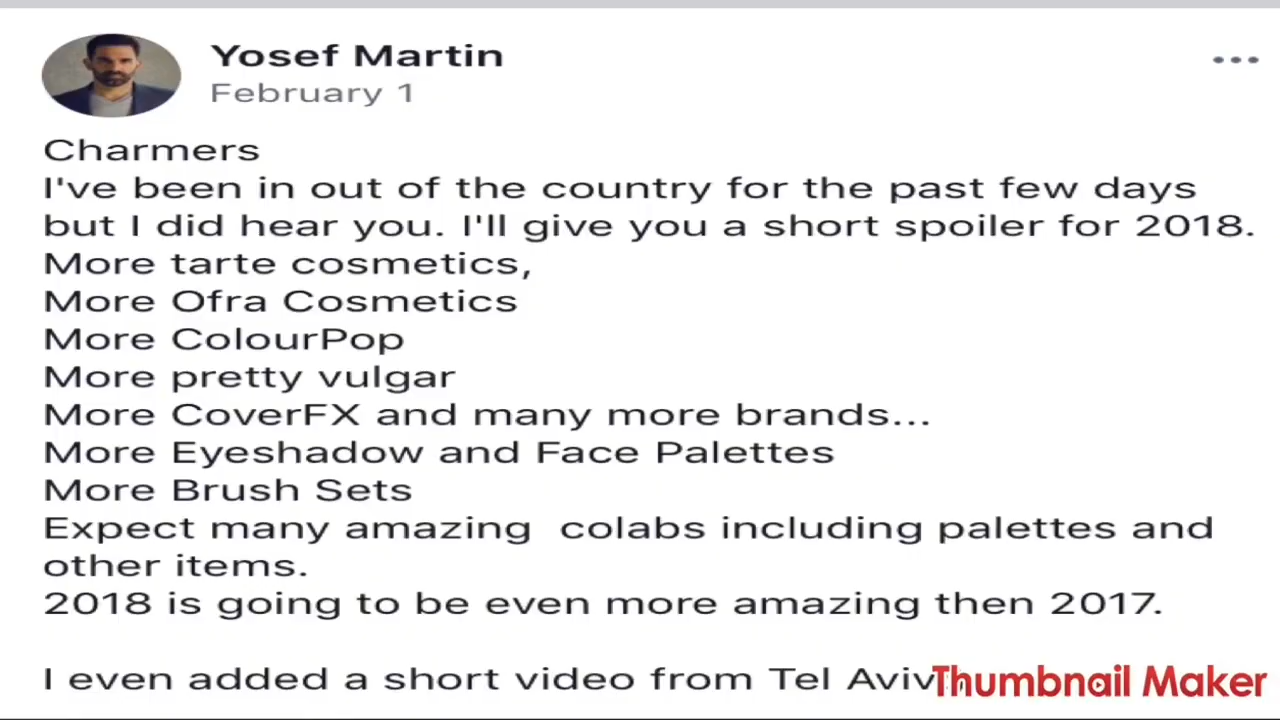 Yosef Martin
February 1
Charmers
I've been in out of the country for the past few days
but I did hear you. I'll give you a short spoiler for 2018.
More tarte cosmetics,
More Ofra Cosmetics
More ColourPop
More pretty vulgar
More CoverFX and many more brands...
More Eyeshadow and Face Palettes
More Brush Sets
Expect many amazing  colabs including palettes and
other items.
2018 is going to be even more amazing then 2017.
I even added a short video from Tel Aviv
Thumbnail Maker